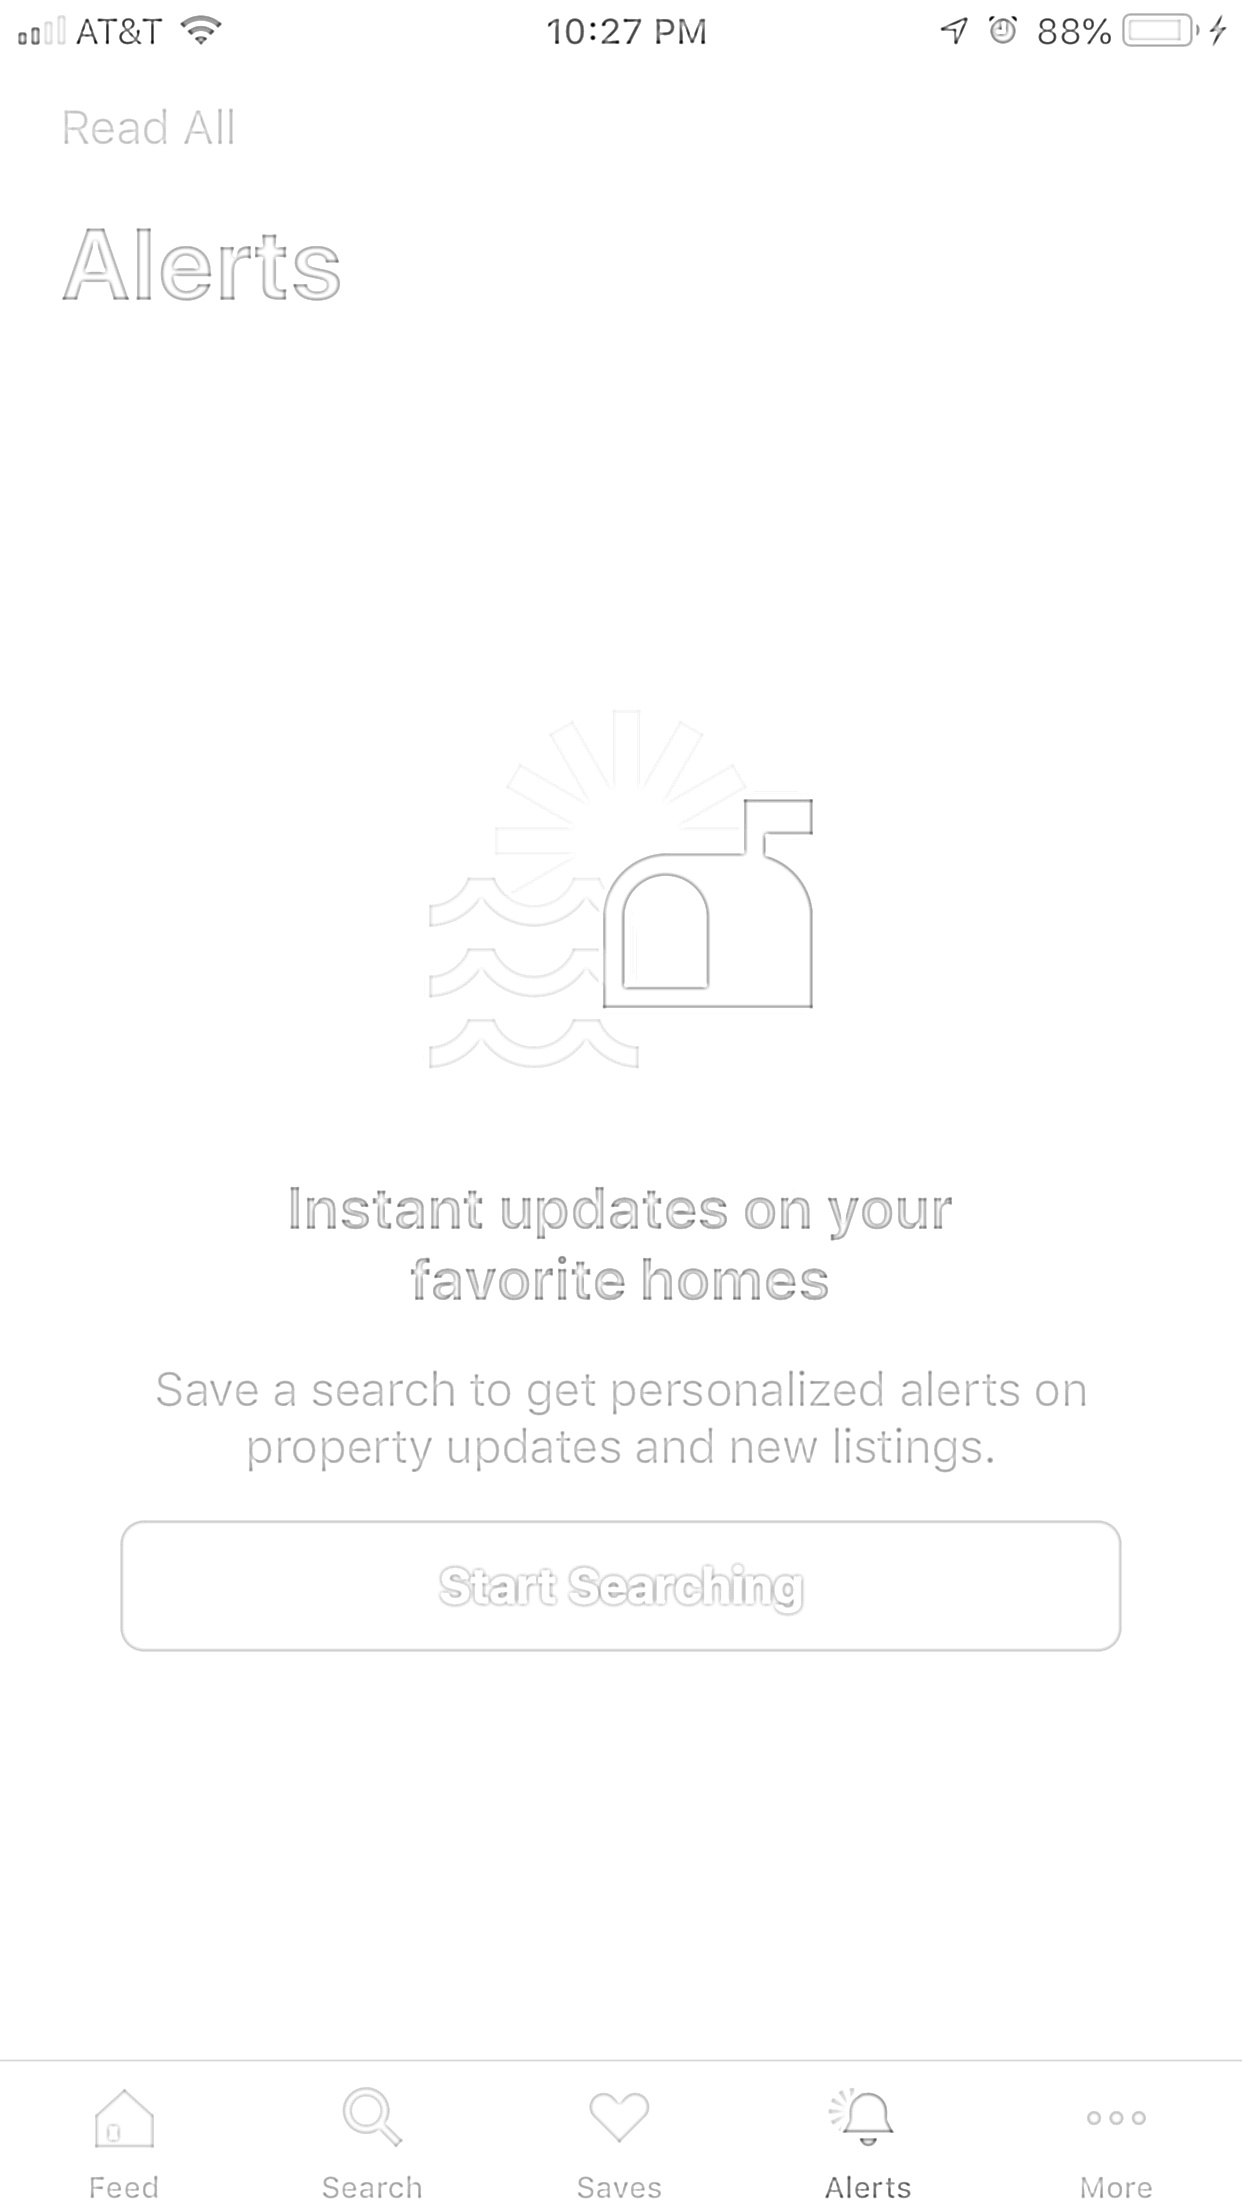 AT&T 10:27 PM 88%
Read All
Alerts
Instant updates on your
favorite homes
Save a search to get personalized alerts on
property updates and new listings.
Start Searching
Feed Search Saves Alerts More